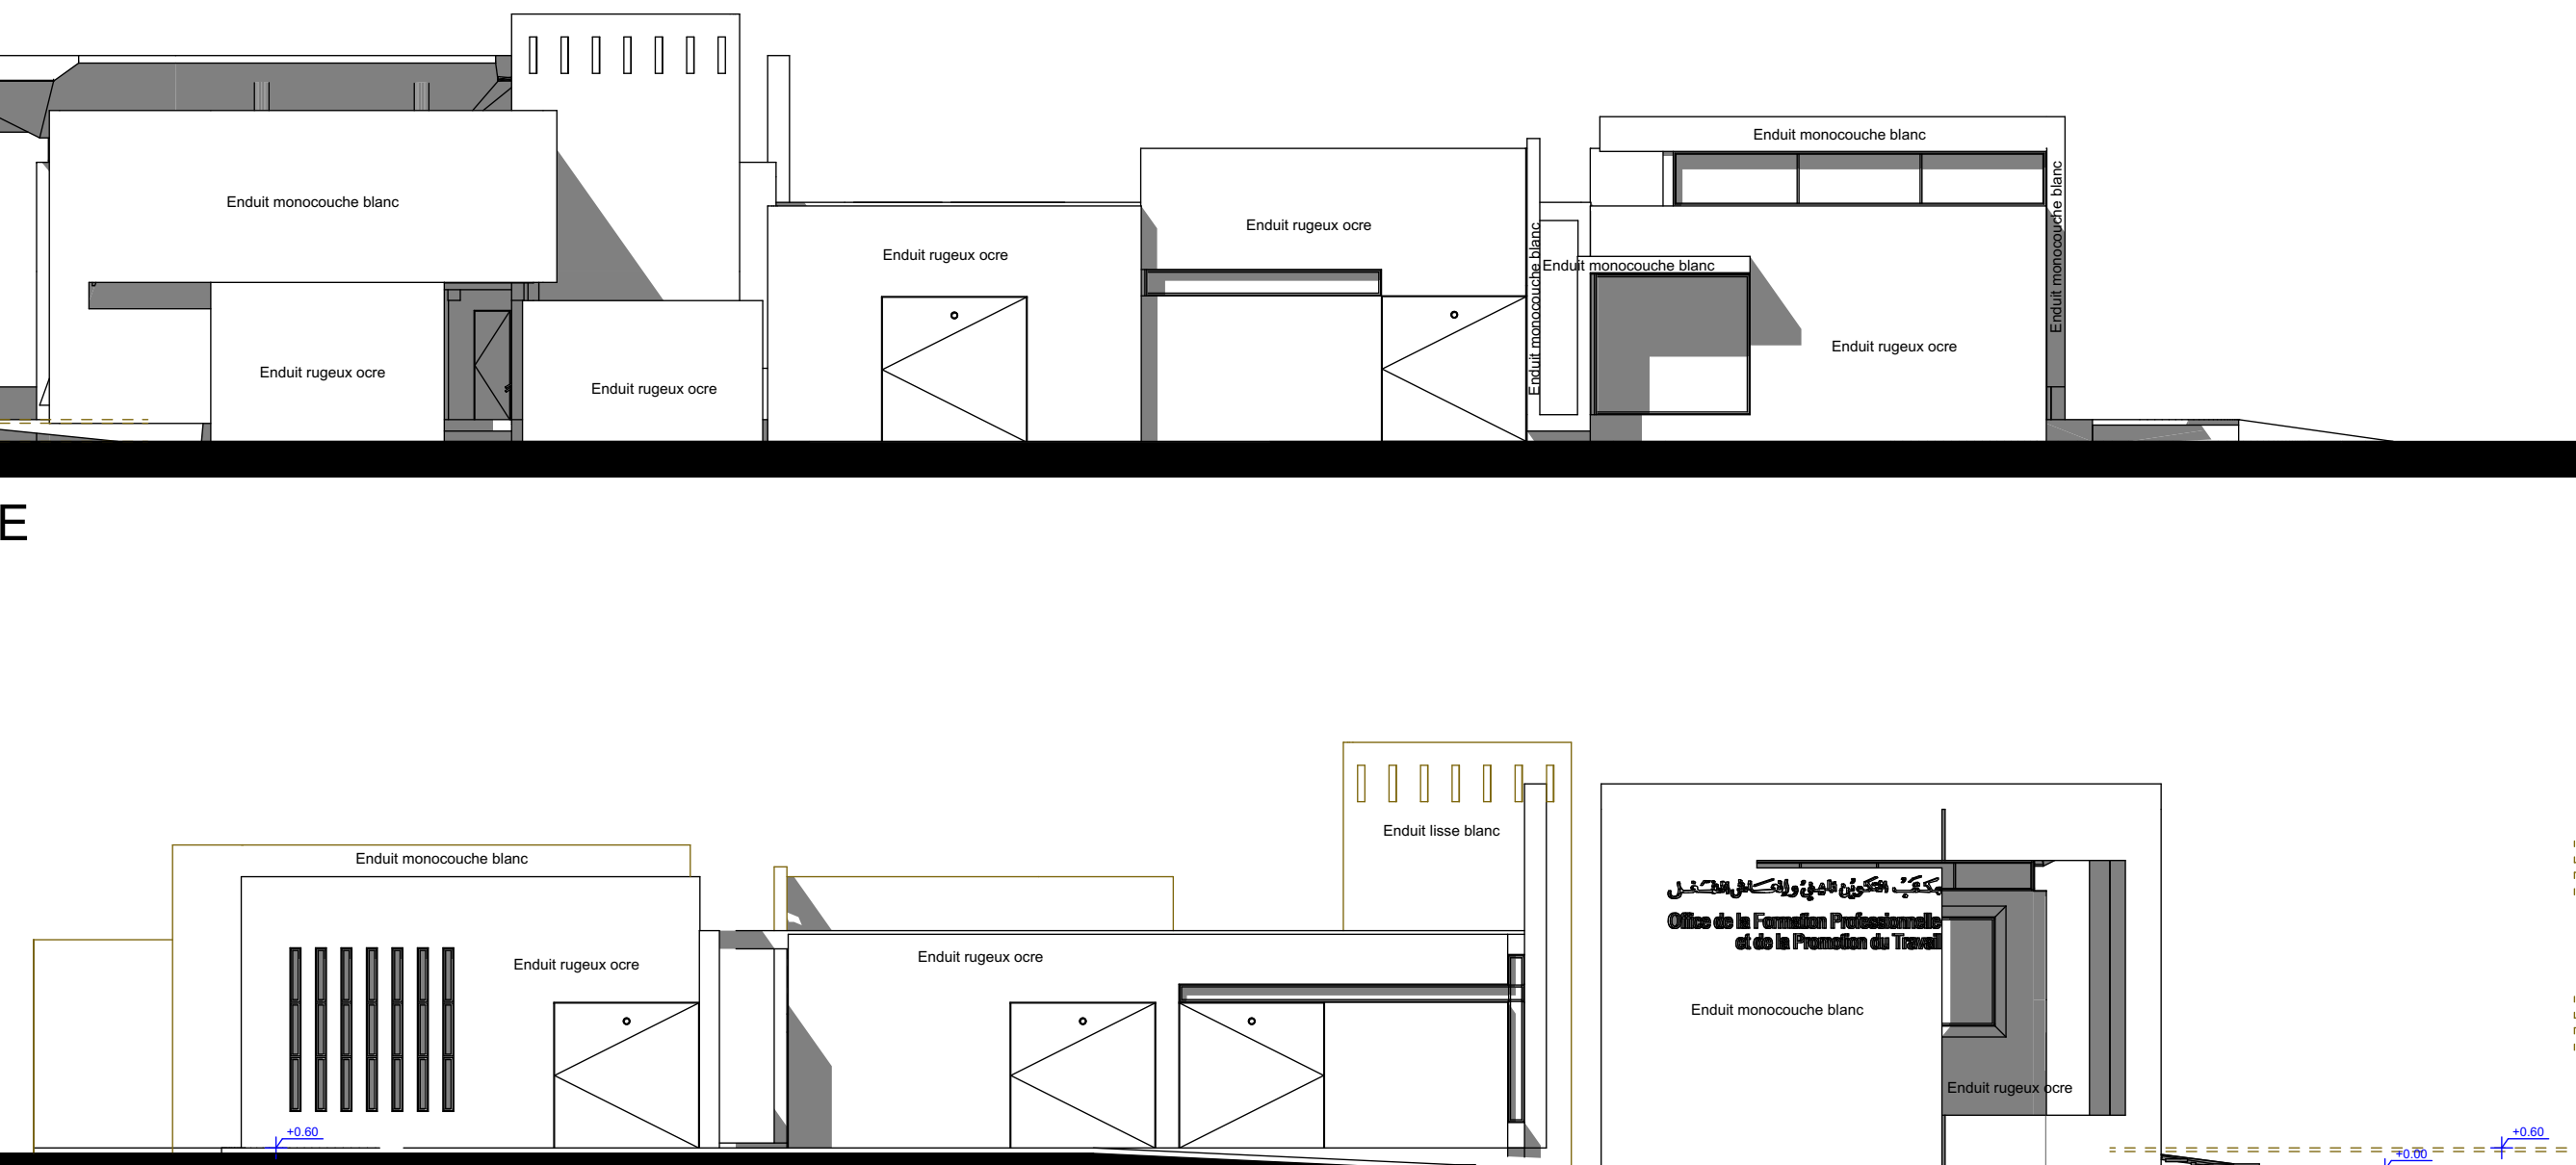 Enduit monocouche blanc
Enduit monocouche blanc
Enduit rugeux ocre
Enduit rugeux ocre
Enduit monocouche blanc
Enduit monocouche blanc
Enduit monocouche blanc
Enduit rugeux ocre
Enduit rugeux ocre
Enduit rugeux ocre
E
Enduit lisse blanc
Enduit monocouche blanc
Office de la Formation Professionnelle
et de la Promotion du Travail
Enduit rugeux ocre
Enduit rugeux ocre
Enduit monocouche blanc
Enduit rugeux ocre
+0.60
+0.60
+0.00